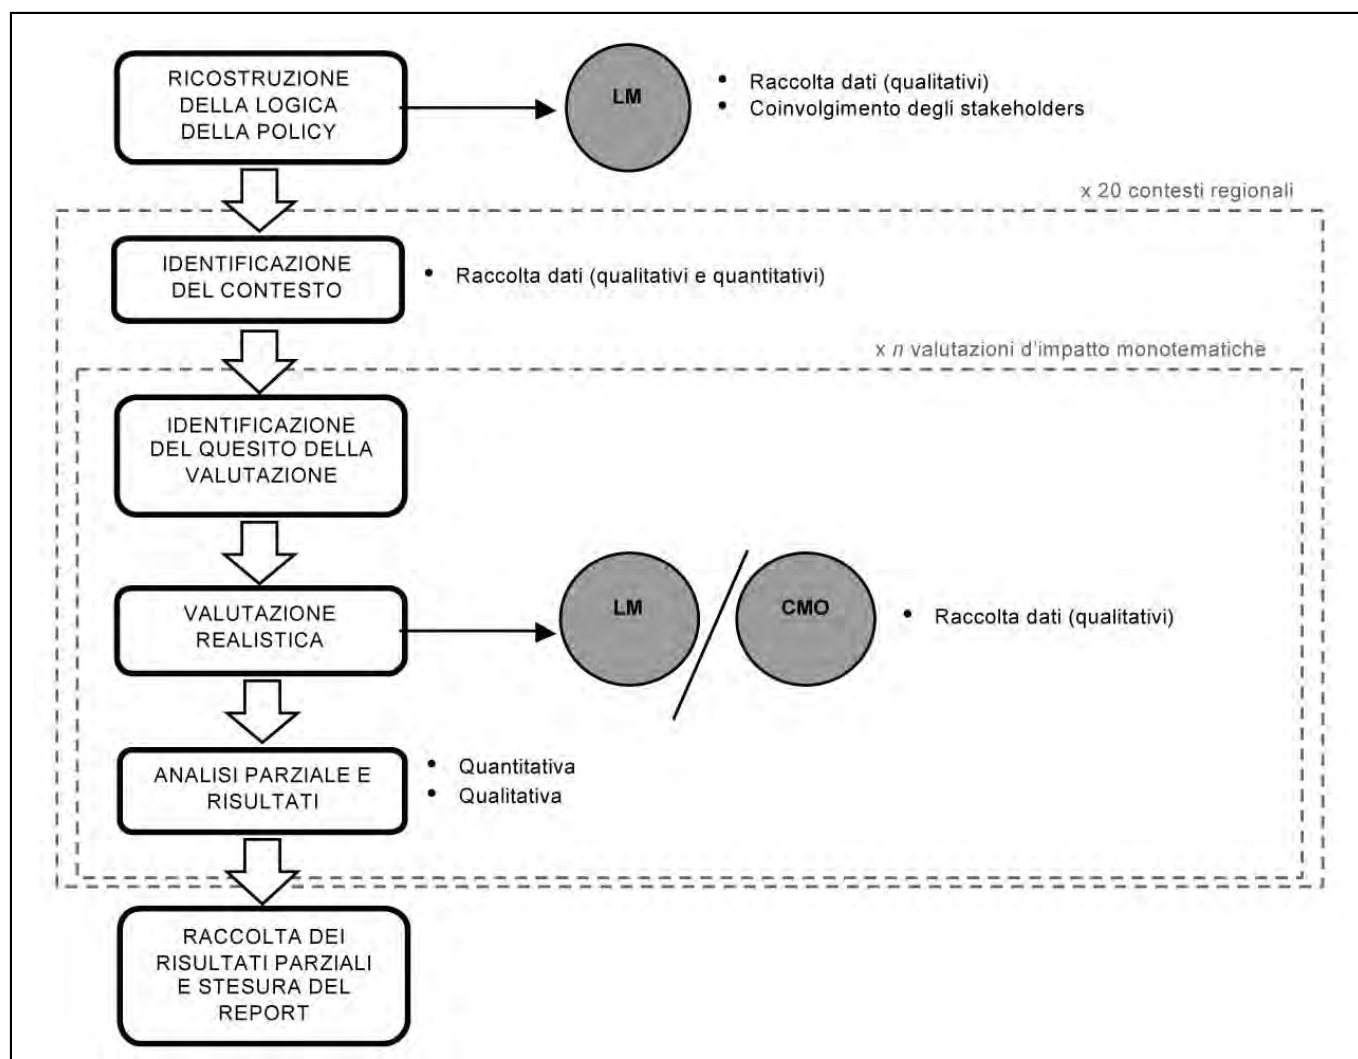 RICOSTRUZIONE
DELLA LOGICA
DELLA POLICY
LM
• Raccolta dati (qualitativi)
• Coinvolgimento degli stakeholders
x 20 contesti regionali
IDENTIFICAZIONE
DEL CONTESTO
• Raccolta dati (qualitativi e quantitativi)
x n valutazioni d'impatto monotematiche
IDENTIFICAZIONE
DEL QUESITO DELLA
VALUTAZIONE
VALUTAZIONE
REALISTICA
LM
CMO
• Raccolta dati (qualitativi)
ANALISI PARZIALE E
RISULTATI
• Quantitativa
• Qualitativa
RACCOLTA DEI
RISULTATI PARZIALI
E STESURA DEL
REPORT